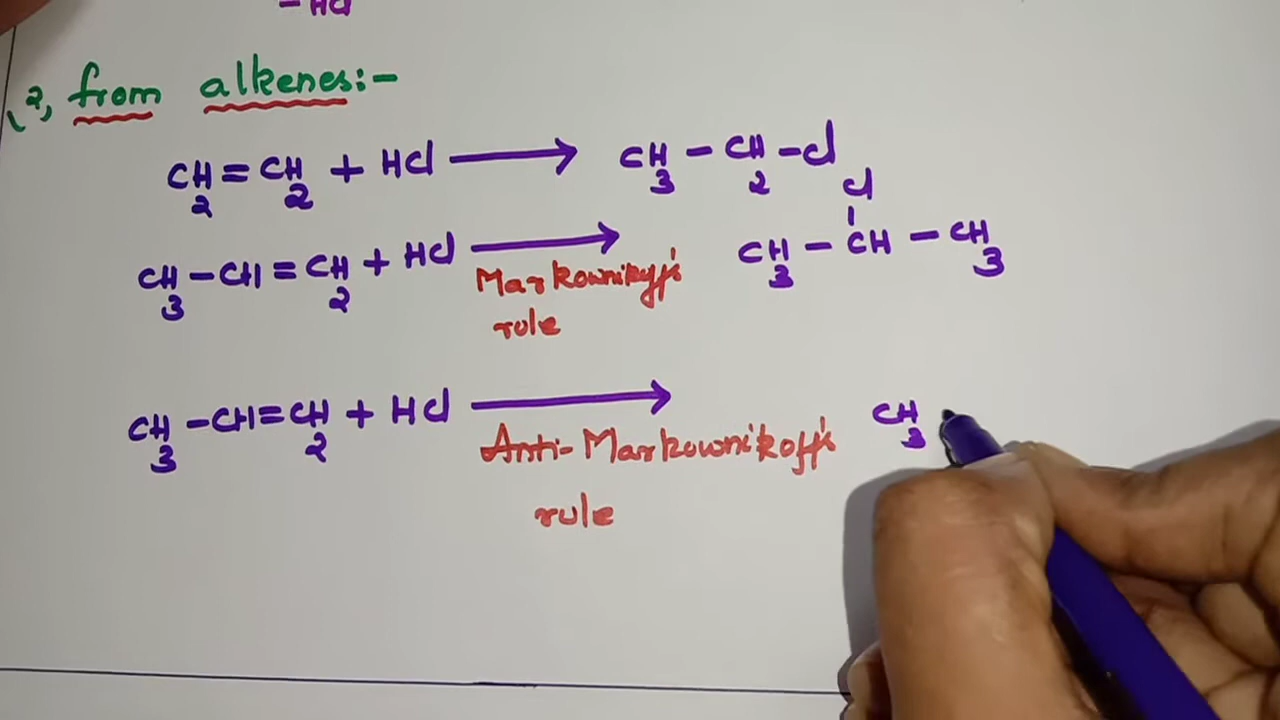 - HCl
(2, from alkenes:-
CH2 = CH2 + HCl ⟶ CH3 - CH2 - Cl
Cl
CH3 - CH = CH2 + HCl ⟶ CH3 - CH - CH3
Markownikoff's
rule
CH3 - CH = CH2 + HCl ⟶ CH3
Anti-Markownikoff's
rule